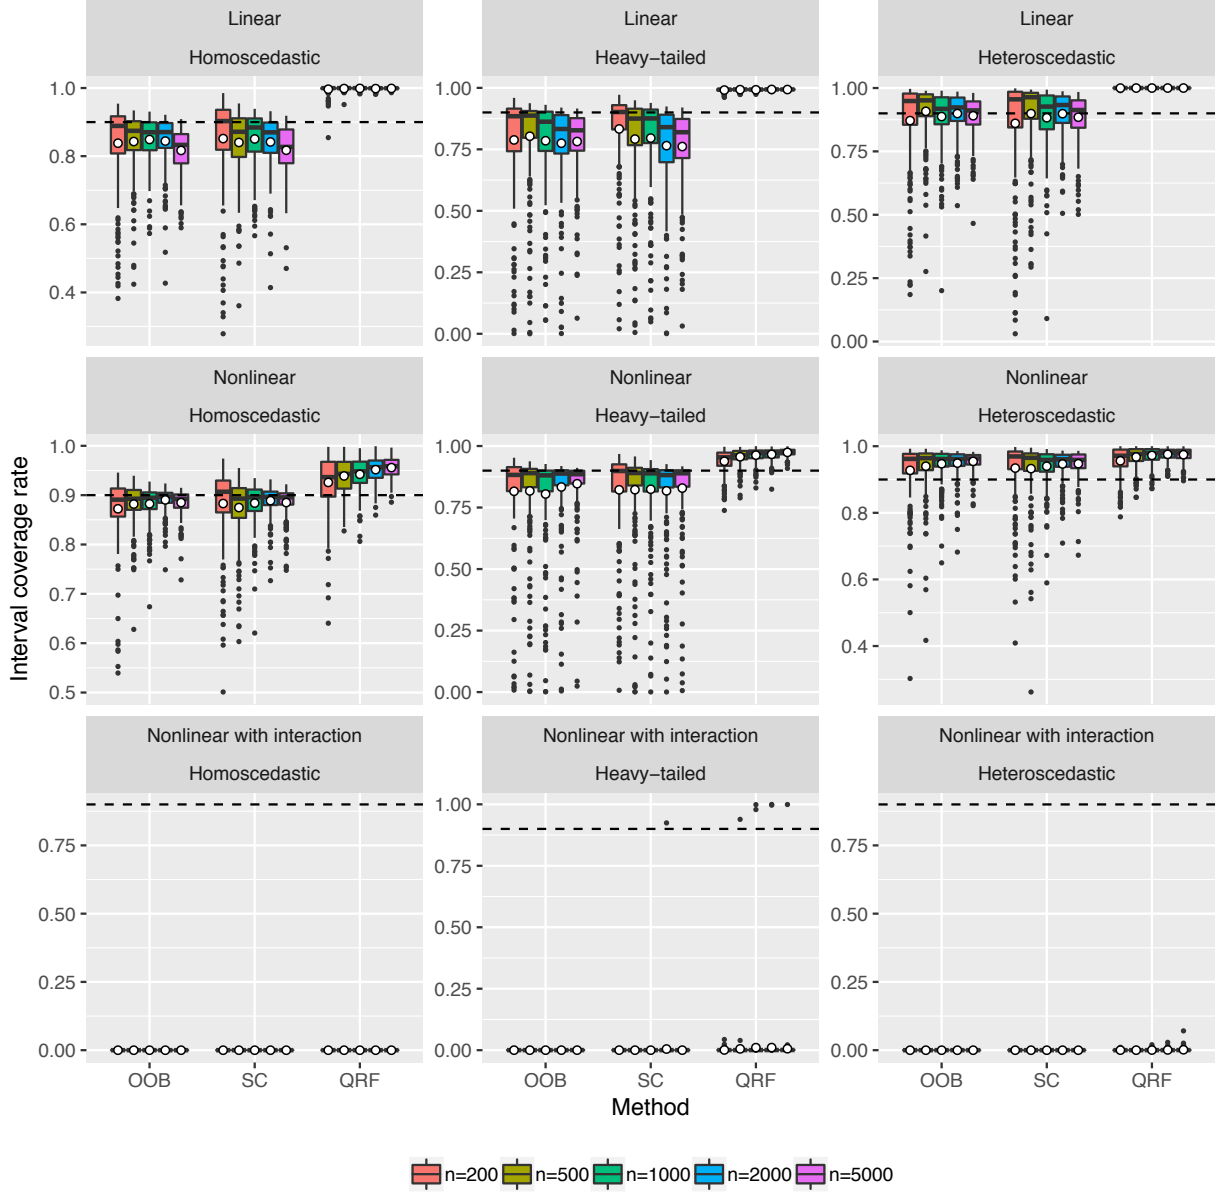 Linear
Homoscedastic
Linear
Heavy−tailed
Linear
Heteroscedastic
1.0
0.8
0.6
0.4
1.00
0.75
0.50
0.25
0.00
1.00
0.75
0.50
0.25
0.00
Nonlinear
Homoscedastic
Nonlinear
Heavy−tailed
Nonlinear
Heteroscedastic
1.0
0.9
0.8
0.7
0.6
0.5
1.00
0.75
0.50
0.25
0.00
1.0
0.8
0.6
0.4
Interval coverage rate
Nonlinear with interaction
Homoscedastic
Nonlinear with interaction
Heavy−tailed
Nonlinear with interaction
Heteroscedastic
0.75
0.50
0.25
0.00
1.00
0.75
0.50
0.25
0.00
0.75
0.50
0.25
0.00
OOB SC QRF
OOB SC QRF
OOB SC QRF
Method
n=200 n=500 n=1000 n=2000 n=5000